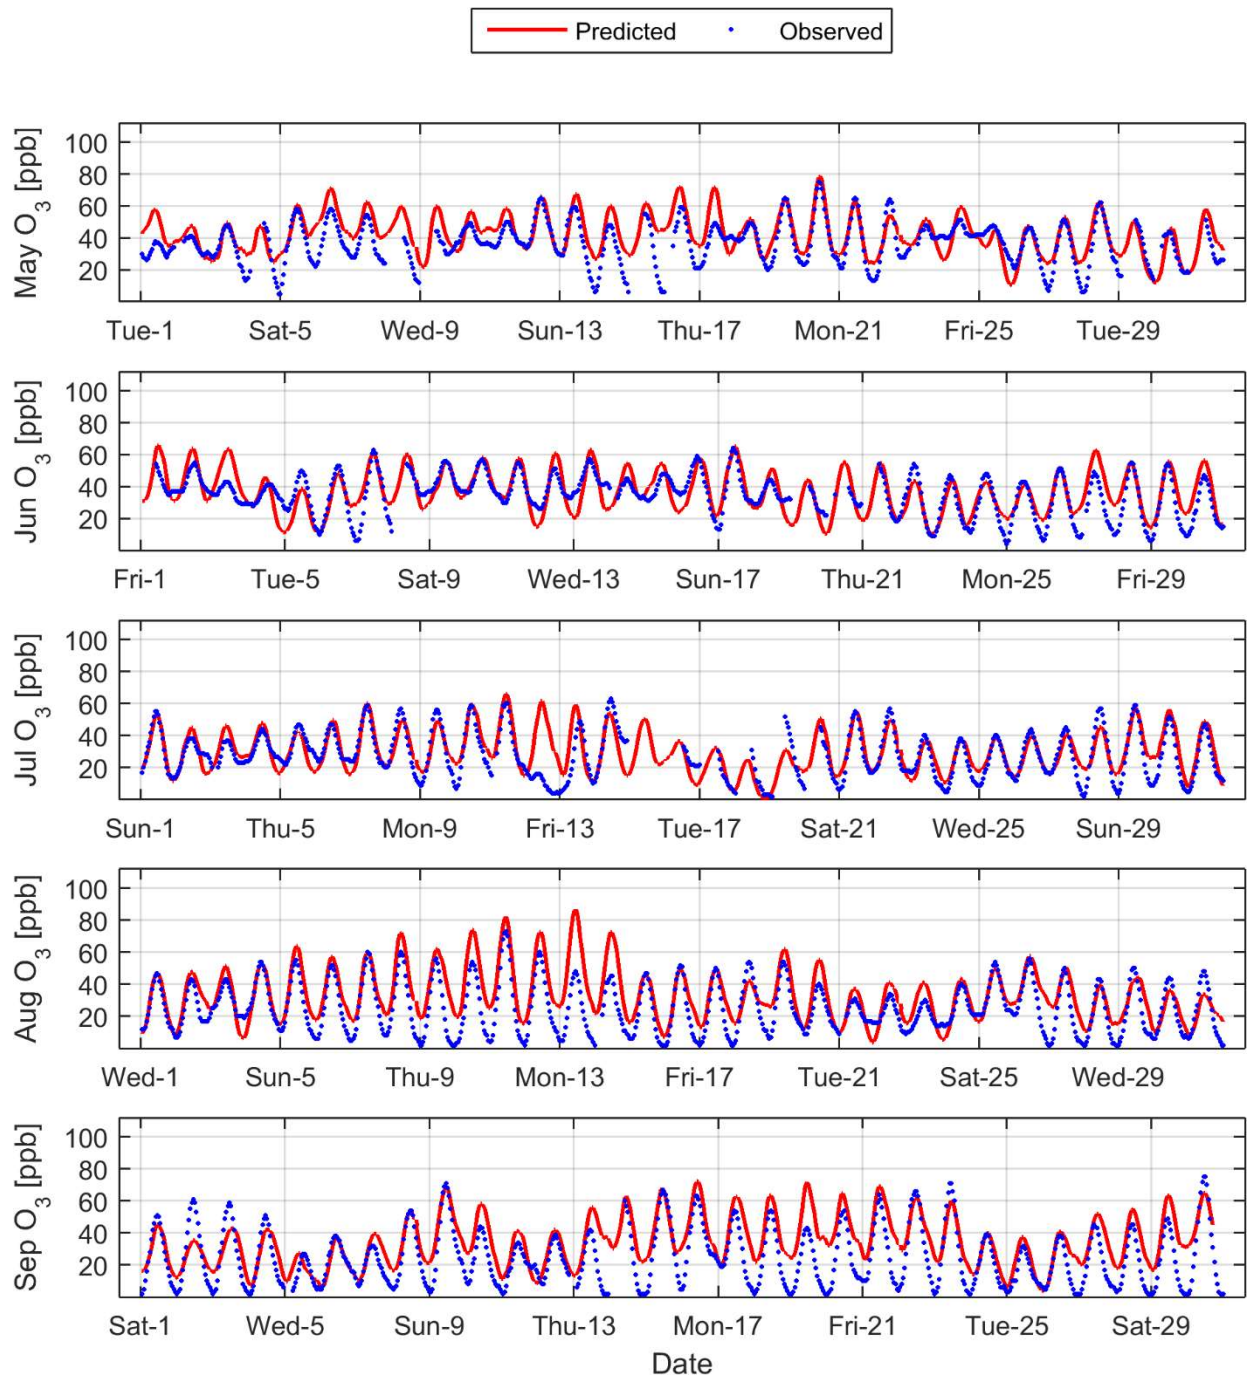 Predicted Observed
May O3 [ppb]
100
80
60
40
20
Tue-1 Sat-5 Wed-9 Sun-13 Thu-17 Mon-21 Fri-25 Tue-29
Jun O3 [ppb]
100
80
60
40
20
Fri-1 Tue-5 Sat-9 Wed-13 Sun-17 Thu-21 Mon-25 Fri-29
Jul O3 [ppb]
100
80
60
40
20
Sun-1 Thu-5 Mon-9 Fri-13 Tue-17 Sat-21 Wed-25 Sun-29
Aug O3 [ppb]
100
80
60
40
20
Wed-1 Sun-5 Thu-9 Mon-13 Fri-17 Tue-21 Sat-25 Wed-29
Sep O3 [ppb]
100
80
60
40
20
Sat-1 Wed-5 Sun-9 Thu-13 Mon-17 Fri-21 Tue-25 Sat-29
Date